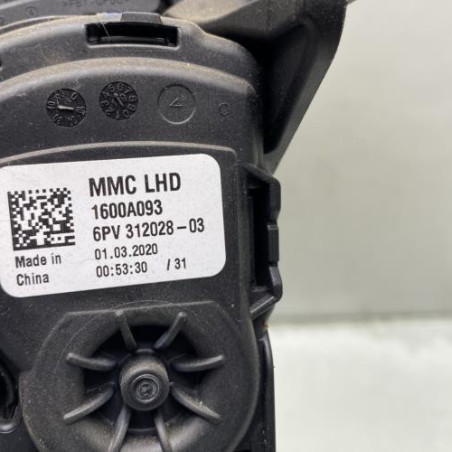 MMC LHD
1600A093
6PV 312028-03
01.03.2020
00:53:30 /31
Made in
China